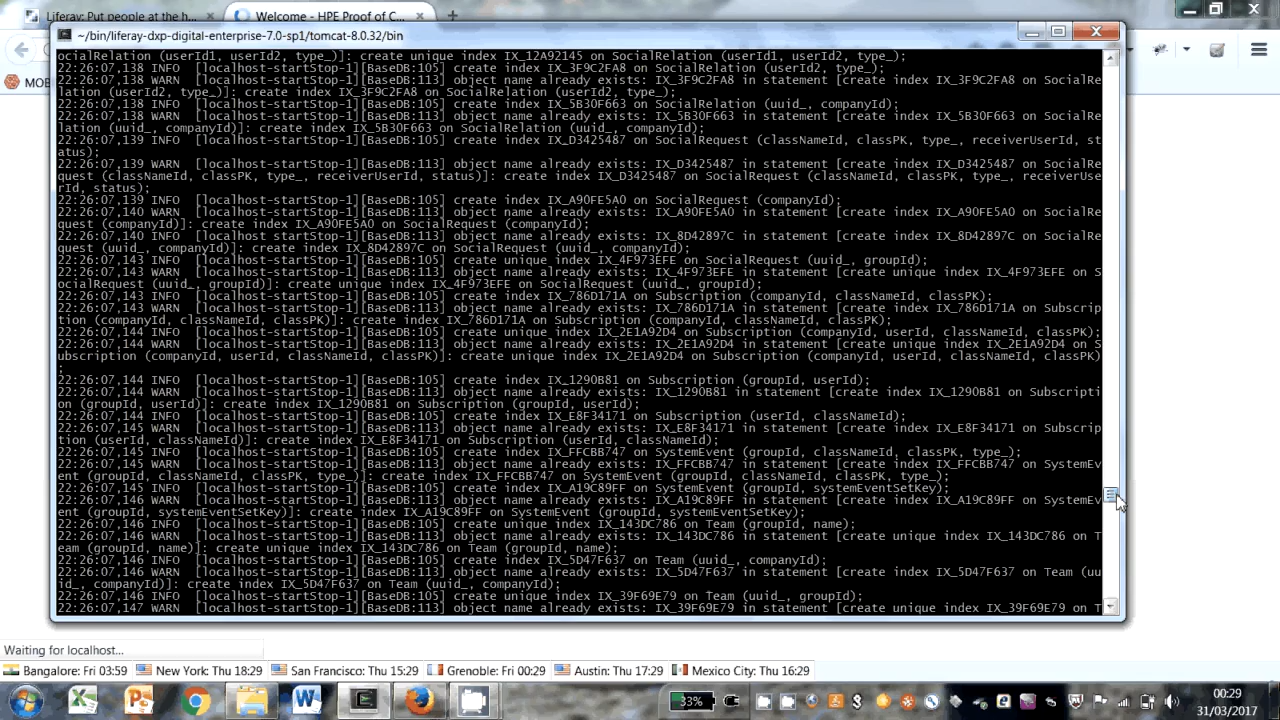 Liferay: Put people at the h...
Welcome - HPE Proof of C...
~/bin/liferay-dxp-digital-enterprise-7.0-sp1/tomcat-8.0.32/bin
MOB
ocialRelation (userId1, userId2, type_)]: create unique index IX_12A92145 on SocialRelation (userId1, userId2, type_);
22:26:07,138 INFO  [localhost-startStop-1][BaseDB:105] create index IX_3F9C2FA8 on SocialRelation (userId2, type_);
22:26:07,138 WARN  [localhost-startStop-1][BaseDB:113] object name already exists: IX_3F9C2FA8 in statement [create index IX_3F9C2FA8 on SocialRe
lation (userId2, type_)]: create index IX_3F9C2FA8 on SocialRelation (userId2, type_);
22:26:07,138 INFO  [localhost-startStop-1][BaseDB:105] create index IX_5B30F663 on SocialRelation (uuid_, companyId);
22:26:07,138 WARN  [localhost-startStop-1][BaseDB:113] object name already exists: IX_5B30F663 in statement [create index IX_5B30F663 on SocialRe
lation (uuid_, companyId)]: create index IX_5B30F663 on SocialRelation (uuid_, companyId);
22:26:07,139 INFO  [localhost-startStop-1][BaseDB:105] create index IX_D3425487 on SocialRequest (classNameId, classPK, type_, receiverUserId, st
atus);
22:26:07,139 WARN  [localhost-startStop-1][BaseDB:113] object name already exists: IX_D3425487 in statement [create index IX_D3425487 on SocialRe
quest (classNameId, classPK, type_, receiverUserId, status)]: create index IX_D3425487 on SocialRequest (classNameId, classPK, type_, receiverUse
rId, status);
22:26:07,139 INFO  [localhost-startStop-1][BaseDB:105] create index IX_A90FE5A0 on SocialRequest (companyId);
22:26:07,140 WARN  [localhost-startStop-1][BaseDB:113] object name already exists: IX_A90FE5A0 in statement [create index IX_A90FE5A0 on SocialRe
quest (companyId)]: create index IX_A90FE5A0 on SocialRequest (companyId);
22:26:07,140 WARN  [localhost-startStop-1][BaseDB:113] object name already exists: IX_8D42897C in statement [create index IX_8D42897C on SocialRe
quest (uuid_, companyId)]: create index IX_8D42897C on SocialRequest (uuid_, companyId);
22:26:07,143 INFO  [localhost-startStop-1][BaseDB:105] create unique index IX_4F973EFE on SocialRequest (uuid_, groupId);
22:26:07,143 WARN  [localhost-startStop-1][BaseDB:113] object name already exists: IX_4F973EFE in statement [create unique index IX_4F973EFE on S
ocialRequest (uuid_, groupId)]: create unique index IX_4F973EFE on SocialRequest (uuid_, groupId);
22:26:07,143 INFO  [localhost-startStop-1][BaseDB:105] create index IX_786D171A on Subscription (companyId, classNameId, classPK);
22:26:07,143 WARN  [localhost-startStop-1][BaseDB:113] object name already exists: IX_786D171A in statement [create index IX_786D171A on Subscrip
tion (companyId, classNameId, classPK)]: create index IX_786D171A on Subscription (companyId, classNameId, classPK);
22:26:07,144 INFO  [localhost-startStop-1][BaseDB:105] create unique index IX_2E1A92D4 on Subscription (companyId, userId, classNameId, classPK);
22:26:07,144 WARN  [localhost-startStop-1][BaseDB:113] object name already exists: IX_2E1A92D4 in statement [create unique index IX_2E1A92D4 on S
ubscription (companyId, userId, classNameId, classPK)]: create unique index IX_2E1A92D4 on Subscription (companyId, userId, classNameId, classPK)
;
22:26:07,144 INFO  [localhost-startStop-1][BaseDB:105] create index IX_1290B81 on Subscription (groupId, userId);
22:26:07,144 WARN  [localhost-startStop-1][BaseDB:113] object name already exists: IX_1290B81 in statement [create index IX_1290B81 on Subscripti
on (groupId, userId)]: create index IX_1290B81 on Subscription (groupId, userId);
22:26:07,145 INFO  [localhost-startStop-1][BaseDB:105] create index IX_E8F34171 on Subscription (userId, classNameId);
22:26:07,145 WARN  [localhost-startStop-1][BaseDB:113] object name already exists: IX_E8F34171 in statement [create index IX_E8F34171 on Subscrip
tion (userId, classNameId)]: create index IX_E8F34171 on Subscription (userId, classNameId);
22:26:07,145 INFO  [localhost-startStop-1][BaseDB:105] create index IX_FFCBB747 on SystemEvent (groupId, classNameId, classPK, type_);
22:26:07,145 WARN  [localhost-startStop-1][BaseDB:113] object name already exists: IX_FFCBB747 in statement [create index IX_FFCBB747 on SystemEv
ent (groupId, classNameId, classPK, type_)]: create index IX_FFCBB747 on SystemEvent (groupId, classNameId, classPK, type_);
22:26:07,145 INFO  [localhost-startStop-1][BaseDB:105] create index IX_A19C89FF on SystemEvent (groupId, systemEventSetKey);
22:26:07,146 WARN  [localhost-startStop-1][BaseDB:113] object name already exists: IX_A19C89FF in statement [create index IX_A19C89FF on SystemEv
ent (groupId, systemEventSetKey)]: create index IX_A19C89FF on SystemEvent (groupId, systemEventSetKey);
22:26:07,146 INFO  [localhost-startStop-1][BaseDB:105] create unique index IX_143DC786 on Team (groupId, name);
22:26:07,146 WARN  [localhost-startStop-1][BaseDB:113] object name already exists: IX_143DC786 in statement [create unique index IX_143DC786 on T
eam (groupId, name)]: create unique index IX_143DC786 on Team (groupId, name);
22:26:07,146 INFO  [localhost-startStop-1][BaseDB:105] create index IX_5D47F637 on Team (uuid_, companyId);
22:26:07,146 WARN  [localhost-startStop-1][BaseDB:113] object name already exists: IX_5D47F637 in statement [create index IX_5D47F637 on Team (uu
id_, companyId)]: create index IX_5D47F637 on Team (uuid_, companyId);
22:26:07,146 INFO  [localhost-startStop-1][BaseDB:105] create unique index IX_39F69E79 on Team (uuid_, groupId);
22:26:07,147 WARN  [localhost-startStop-1][BaseDB:113] object name already exists: IX_39F69E79 in statement [create unique index IX_39F69E79 on T
Waiting for localhost...
Bangalore: Fri 03:59 New York: Thu 18:29 San Francisco: Thu 15:29 Grenoble: Fri 00:29 Austin: Thu 17:29 Mexico City: Thu 16:29
33%
00:29
31/03/2017